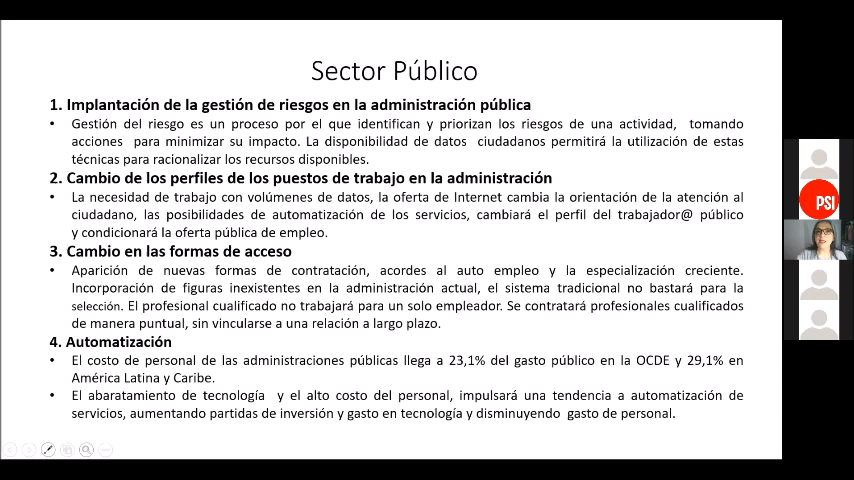 Sector Público
1. Implantación de la gestión de riesgos en la administración pública
• Gestión del riesgo es un proceso por el que identifican y priorizan los riesgos de una actividad, tomando
acciones para minimizar su impacto. La disponibilidad de datos ciudadanos permitirá la utilización de estas
técnicas para racionalizar los recursos disponibles.
2. Cambio de los perfiles de los puestos de trabajo en la administración
• La necesidad de trabajo con volúmenes de datos, la oferta de Internet cambia la orientación de la atención al
ciudadano, las posibilidades de automatización de los servicios, cambiará el perfil del trabajador@ público
y condicionará la oferta pública de empleo.
3. Cambio en las formas de acceso
• Aparición de nuevas formas de contratación, acordes al auto empleo y la especialización creciente.
Incorporación de figuras inexistentes en la administración actual, el sistema tradicional no bastará para la
selección. El profesional cualificado no trabajará para un solo empleador. Se contratará profesionales cualificados
de manera puntual, sin vincularse a una relación a largo plazo.
4. Automatización
• El costo de personal de las administraciones públicas llega a 23,1% del gasto público en la OCDE y 29,1% en
América Latina y Caribe.
• El abaratamiento de tecnología y el alto costo del personal, impulsará una tendencia a automatización de
servicios, aumentando partidas de inversión y gasto en tecnología y disminuyendo gasto de personal.
PSI